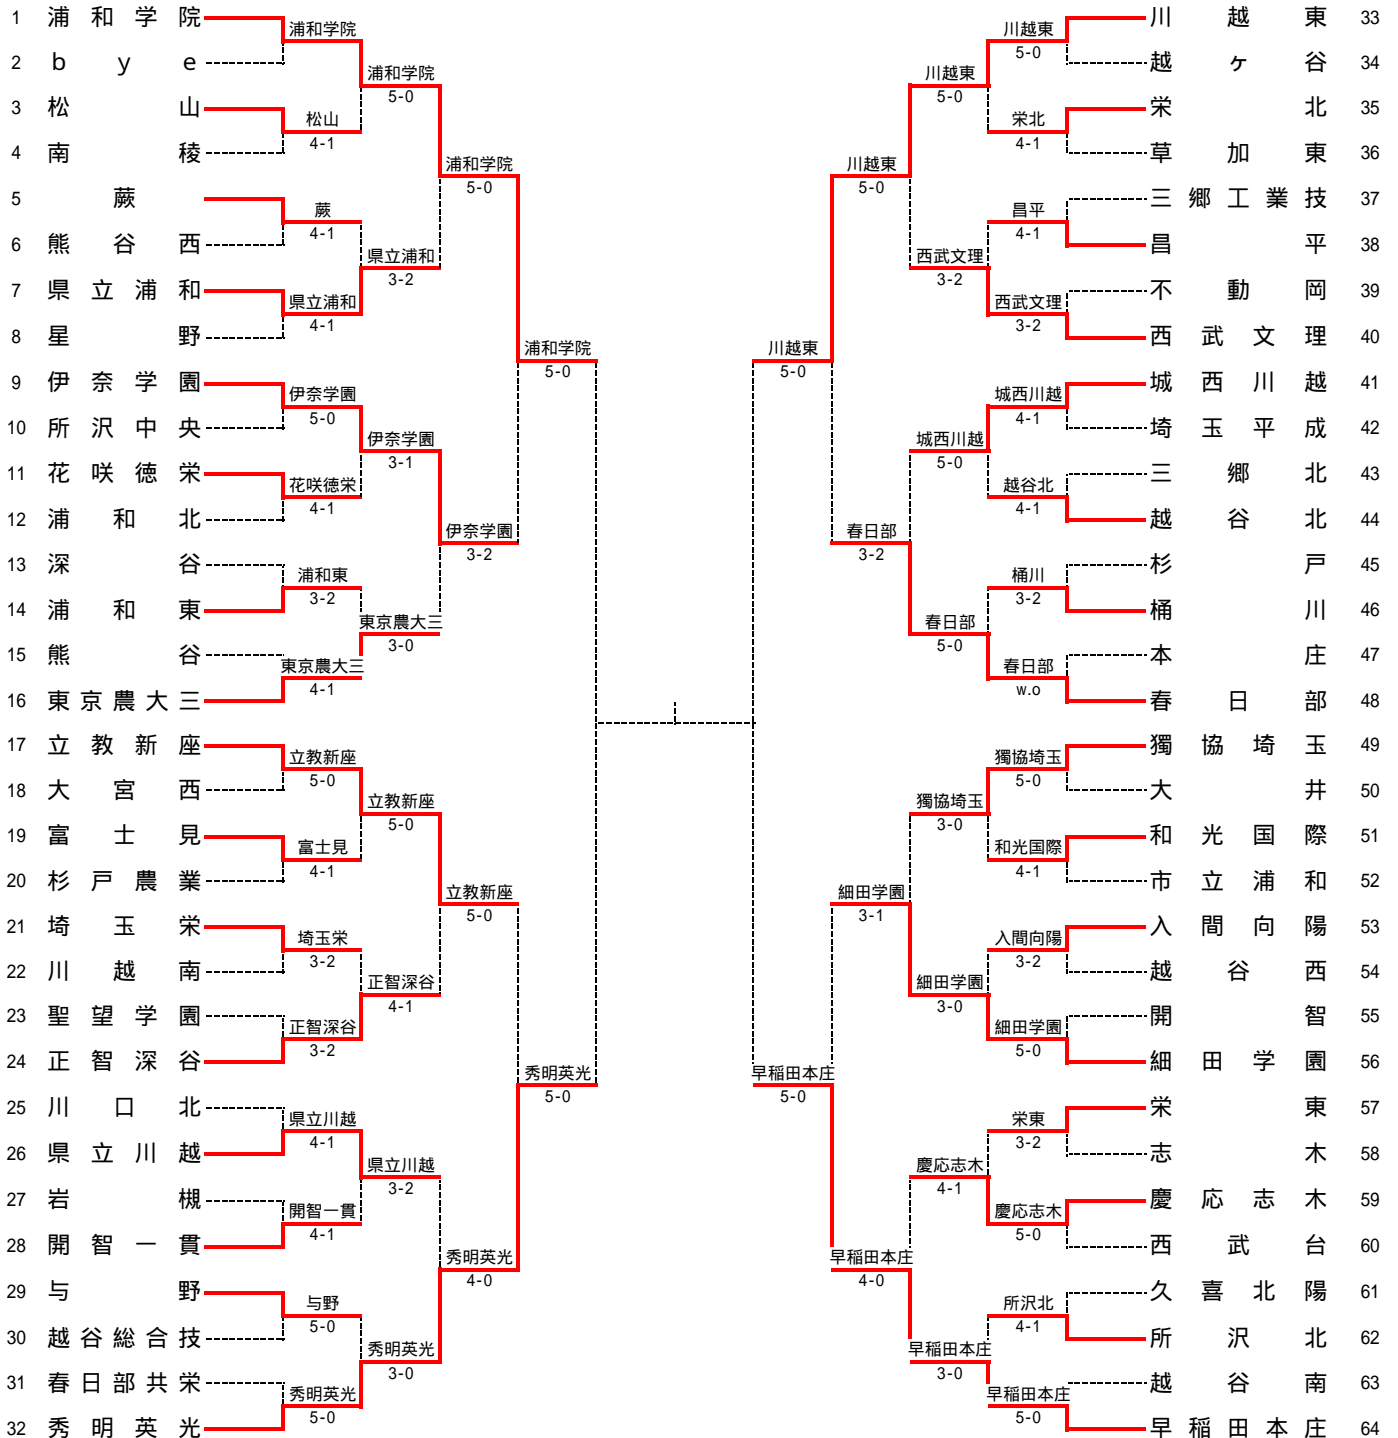 1 浦和学院
2 bye
3 松山
4 南稜
5 蕨
6 熊谷西
7 県立浦和
8 星野
9 伊奈学園
10 所沢中央
11 花咲徳栄
12 浦和北
13 深谷
14 浦和東
15 熊谷
16 東京農大三
17 立教新座
18 大宮西
19 富士見
20 杉戸農業
21 埼玉栄
22 川越南
23 聖望学園
24 正智深谷
25 川口北
26 県立川越
27 岩槻
28 開智一貫
29 与野
30 越谷総合技
31 春日部共栄
32 秀明英光
浦和学院
松山
4-1
蕨
4-1
県立浦和
4-1
伊奈学園
5-0
花咲徳栄
4-1
浦和東
3-2
東京農大三
4-1
立教新座
5-0
富士見
4-1
埼玉栄
3-2
正智深谷
3-2
県立川越
4-1
開智一貫
4-1
与野
5-0
秀明英光
5-0
浦和学院
5-0
県立浦和
3-2
伊奈学園
3-1
東京農大三
3-0
立教新座
5-0
正智深谷
4-1
県立川越
3-2
秀明英光
3-0
浦和学院
5-0
伊奈学園
3-2
立教新座
5-0
秀明英光
4-0
浦和学院
5-0
秀明英光
5-0
川越東
5-0
早稲田本庄
5-0
川越東
5-0
春日部
3-2
細田学園
3-1
早稲田本庄
4-0
川越東
5-0
西武文理
3-2
城西川越
5-0
春日部
5-0
獨協埼玉
3-0
細田学園
3-0
慶応志木
4-1
早稲田本庄
3-0
川越東
5-0
栄北
4-1
昌平
4-1
西武文理
3-2
城西川越
4-1
越谷北
4-1
桶川
3-2
春日部
w.o
獨協埼玉
5-0
和光国際
4-1
入間向陽
3-2
細田学園
5-0
栄東
3-2
慶応志木
5-0
所沢北
4-1
早稲田本庄
5-0
川越東 33
越ヶ谷 34
栄北 35
草加東 36
三郷工業技 37
昌平 38
不動岡 39
西武文理 40
城西川越 41
埼玉平成 42
三郷北 43
越谷北 44
杉戸 45
桶川 46
本庄 47
春日部 48
獨協埼玉 49
大井 50
和光国際 51
市立浦和 52
入間向陽 53
越谷西 54
開智 55
細田学園 56
栄東 57
志木 58
慶応志木 59
西武台 60
久喜北陽 61
所沢北 62
越谷南 63
早稲田本庄 64